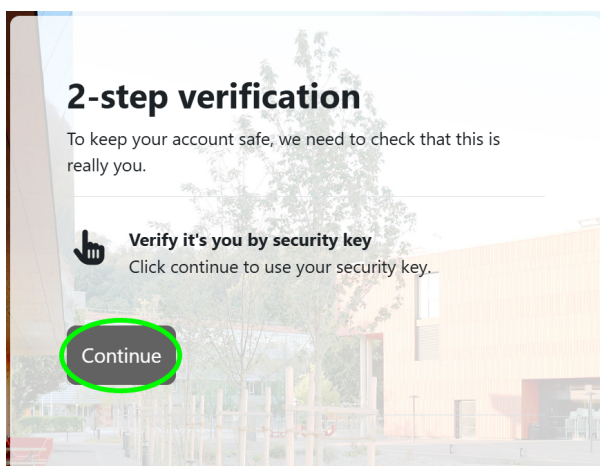 2-step verification
To keep your account safe, we need to check that this is
really you.
Verify it's you by security key
Click continue to use your security key.
Continue